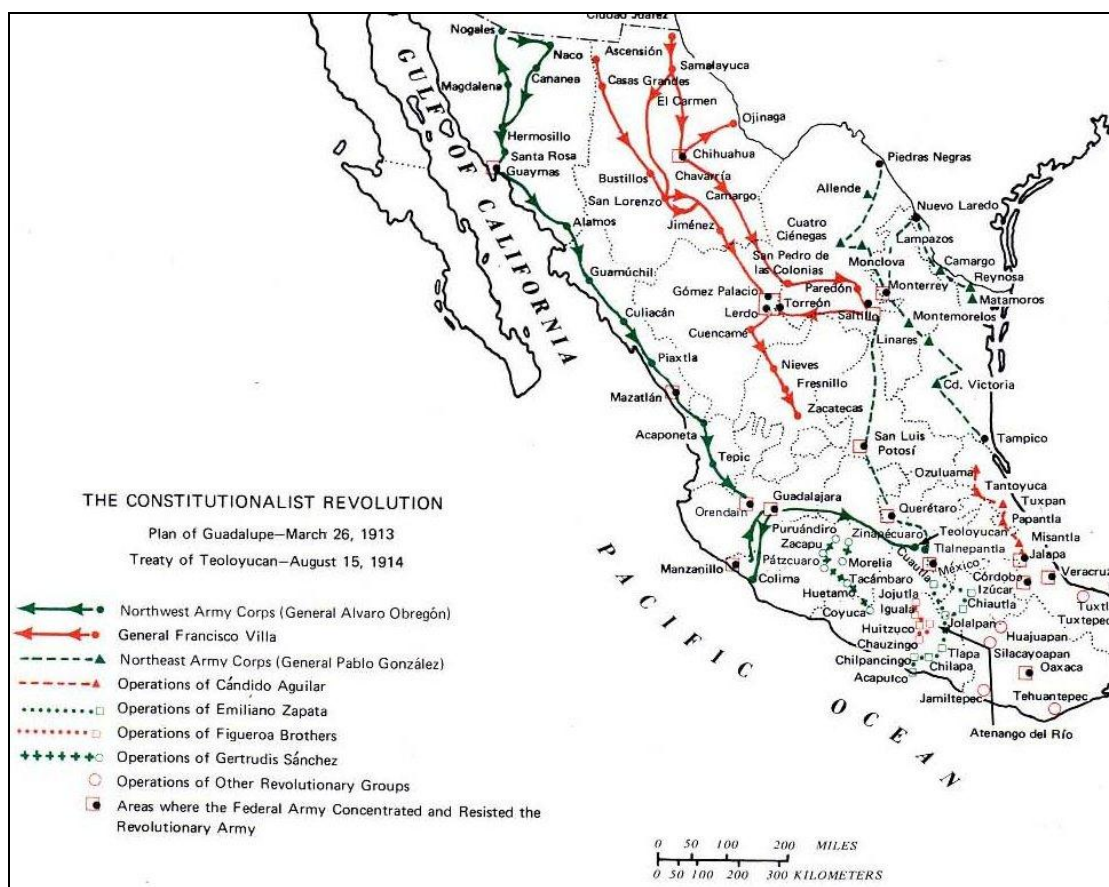 Ciudad Juárez
Nogales
Naco
Ascensión
Samalayuca
Casas Grandes
Cananea
Magdalena
El Carmen
Ojinaga
Hermosillo
Santa Rosa
Guaymas
Chihuahua
Chavarría
Piedras Negras
Bustillos
Camargo
Allende
San Lorenzo
Nuevo Laredo
Alamos
Jiménez
Cuatro
Ciénegas
Lampazos
Monclova
Camargo
Reynosa
San Pedro de
las Colonias
Guamúchil
Gómez Palacio
Paredón
Monterrey
Matamoros
Torreón
Lerdo
Saltillo
Montemorelos
Culiacán
Cuencamé
Linares
Piaxtla
Nieves
Fresnillo
Cd. Victoria
Mazatlán
Zacatecas
Acaponeta
San Luis
Potosí
Tampico
Tepic
Ozuluama
Tantoyuca
Tuxpan
Orendain
Guadalajara
Querétaro
Papantla
Puruándiro
Zinapécuaro
Teoloyucan
Misantla
Zacapu
Tlalnepantla
Jalapa
Pátzcuaro
Morelia
Cuautla
México
Veracruz
Manzanillo
Colima
Tacámbaro
Córdoba
Izúcar
Huetamo
Jojutla
Chiautla
Coyuca
Iguala
Jolalpan
Tuxtl
Tuxtepec
Huitzuco
Huajuapan
Chauzingo
Tlapa
Silacayoapan
Chilpancingo
Chilapa
Oaxaca
Acapulco
Jamiltepec
Tehuantepec
Atenango del Río
GULF OF CALIFORNIA
PACIFIC OCEAN
THE CONSTITUTIONALIST REVOLUTION
Plan of Guadalupe—March 26, 1913
Treaty of Teoloyucan—August 15, 1914
Northwest Army Corps (General Alvaro Obregón)
General Francisco Villa
Northeast Army Corps (General Pablo González)
Operations of Cándido Aguilar
Operations of Emiliano Zapata
Operations of Figueroa Brothers
Operations of Gertrudis Sánchez
Operations of Other Revolutionary Groups
Areas where the Federal Army Concentrated and Resisted the
Revolutionary Army
0 50 100 200 MILES
0 50 100 200 300 KILOMETERS